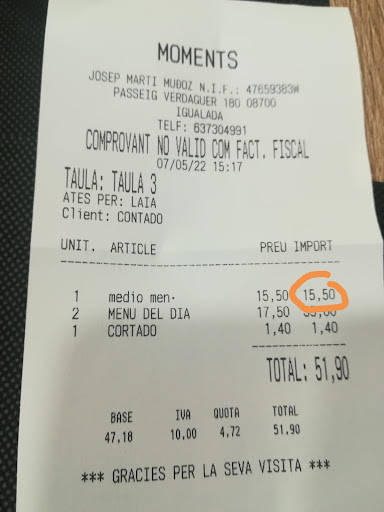 MOMENTS
JOSEP MARTI MUÐOZ N.I.F.: 47659383W
PASSEIG VERDAGUER 180 08700
IGUALADA
TELF: 637304991
COMPROVANT NO VALID COM FACT. FISCAL
07/05/22 15:17
TAULA: TAULA 3
ATES PER: LAIA
Client: CONTADO
UNIT. ARTICLE PREU IMPORT
1 medio men· 15,50 15,50
2 MENU DEL DIA 17,50
1 CORTADO 1,40 1,40
TOTAL: 51,90
BASE IVA QUOTA TOTAL
47,18 10,00 4,72 51,90
*** GRACIES PER LA SEVA VISITA ***